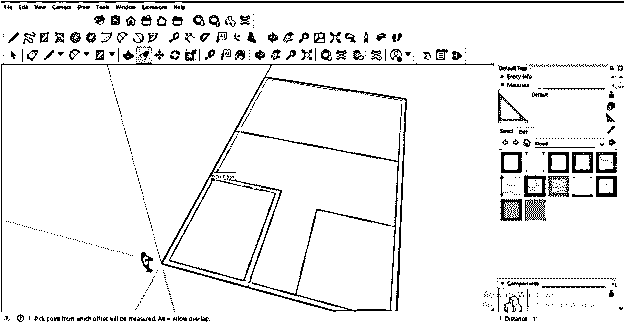 File Edit View Camera Draw Tools Window Extensions Help
Default Tray
Entity Info
Materials
Default
Select Edit
Wood
Components
Pick point from which offset will be measured. Alt = Allow overlap.
Distance